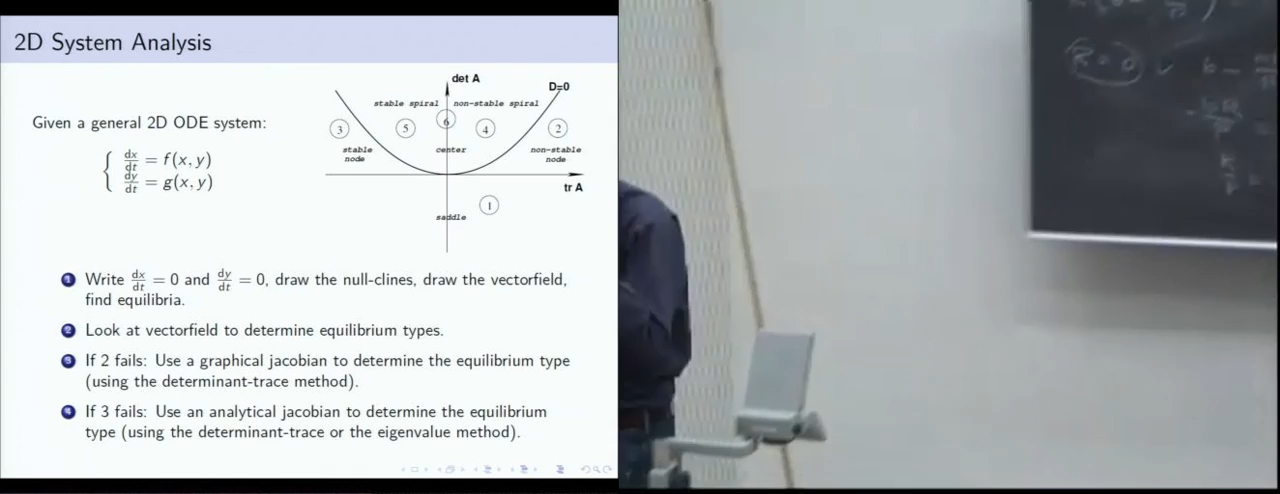 2D System Analysis
det A
D=0
stable spiral
non-stable spiral
Given a general 2D ODE system:
3
5
6
4
2
stable
node
center
non-stable
node
dx/dt = f(x, y)
dy/dt = g(x, y)
tr A
1
saddle
1 Write dx/dt = 0 and dy/dt = 0, draw the null-clines, draw the vectorfield,
find equilibria.
2 Look at vectorfield to determine equilibrium types.
3 If 2 fails: Use a graphical jacobian to determine the equilibrium type
(using the determinant-trace method).
4 If 3 fails: Use an analytical jacobian to determine the equilibrium
type (using the determinant-trace or the eigenvalue method).